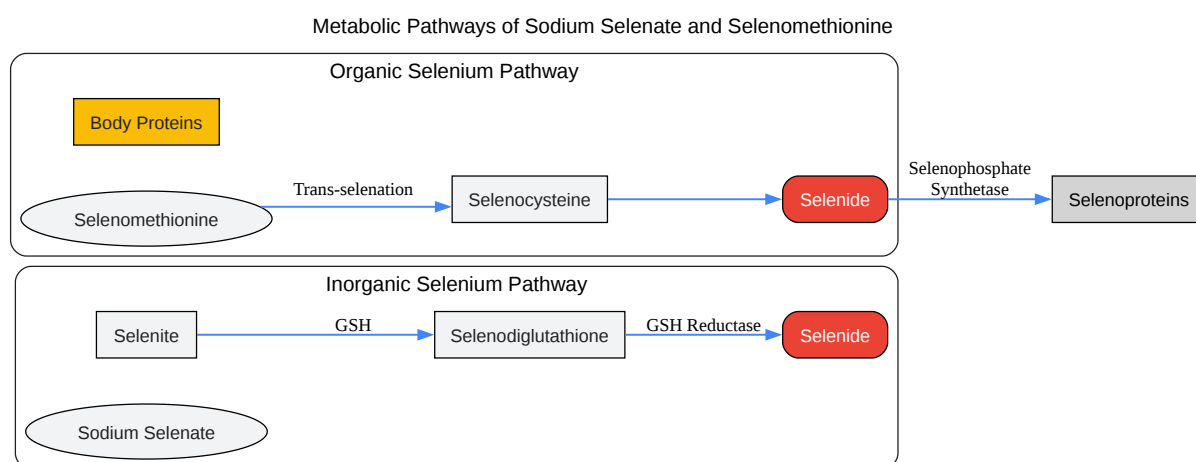 Metabolic Pathways of Sodium Selenate and Selenomethionine
Organic Selenium Pathway
Body Proteins
Selenomethionine
Trans-selenation
Selenocysteine
Selenide
Selenophosphate
Synthetase
Selenoproteins
Inorganic Selenium Pathway
Selenite
GSH
Selenodiglutathione
GSH Reductase
Selenide
Sodium Selenate